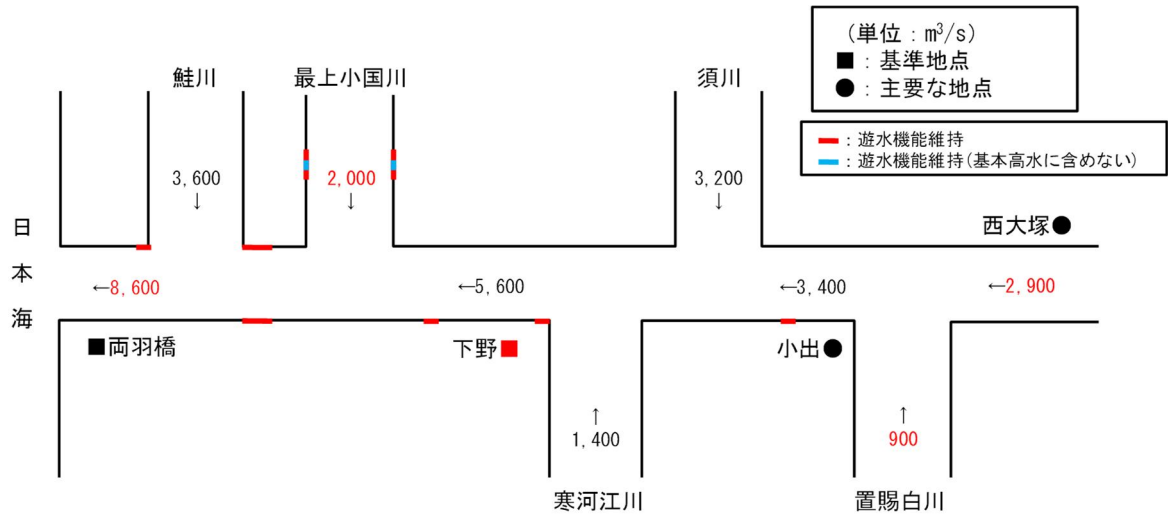 (単位：m³/s)
■：基準地点
●：主要な地点
：遊水機能維持
：遊水機能維持(基本高水に含めない)
鮭川
最上小国川
須川
3,600
↓
2,000
↓
3,200
↓
西大塚●
日本海
←8,600
←5,600
←3,400
←2,900
■両羽橋
下野■
小出●
↑
1,400
↑
900
寒河江川
置賜白川